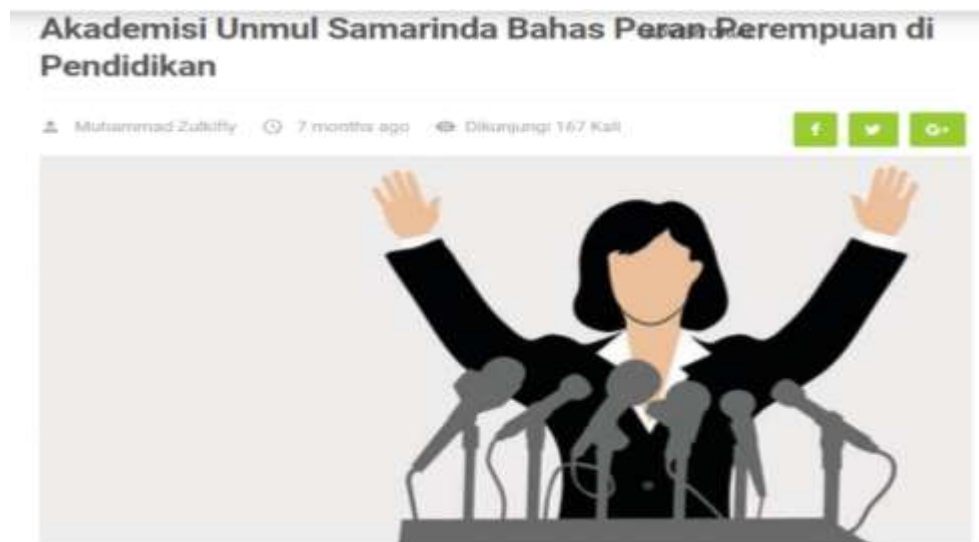 Akademisi Unmul Samarinda Bahas Peran Perempuan di
Pendidikan
Muhammad Zulkifly 7 months ago Dikunjungi 167 Kali
f G+